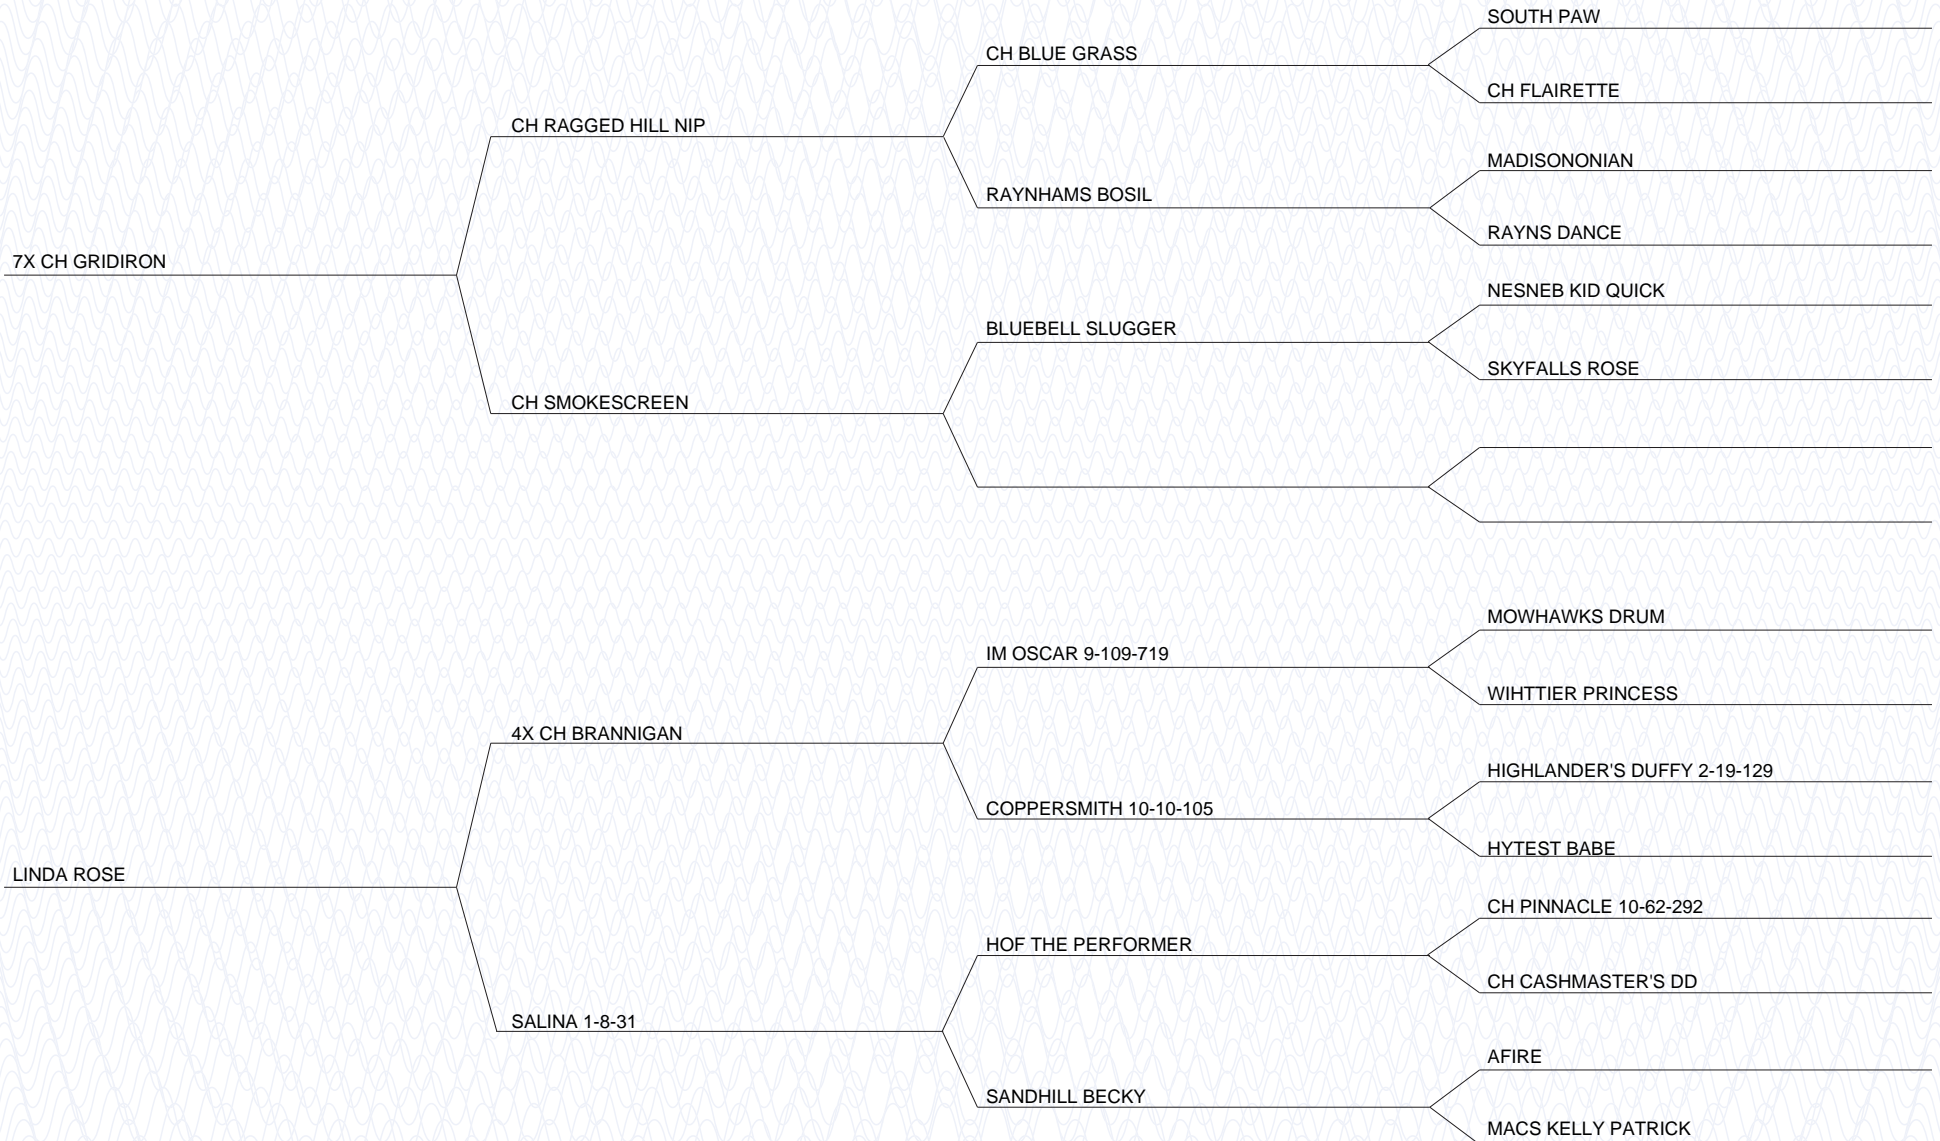 SOUTH PAW
CH BLUE GRASS
CH FLAIRETTE
CH RAGGED HILL NIP
MADISONONIAN
RAYNHAMS BOSIL
RAYNS DANCE
7X CH GRIDIRON
NESNEB KID QUICK
BLUEBELL SLUGGER
SKYFALLS ROSE
CH SMOKESCREEN
MOWHAWKS DRUM
IM OSCAR 9-109-719
WIHTTIER PRINCESS
4X CH BRANNIGAN
HIGHLANDER'S DUFFY 2-19-129
COPPERSMITH 10-10-105
HYTEST BABE
LINDA ROSE
CH PINNACLE 10-62-292
HOF THE PERFORMER
CH CASHMASTER'S DD
SALINA 1-8-31
AFIRE
SANDHILL BECKY
MACS KELLY PATRICK